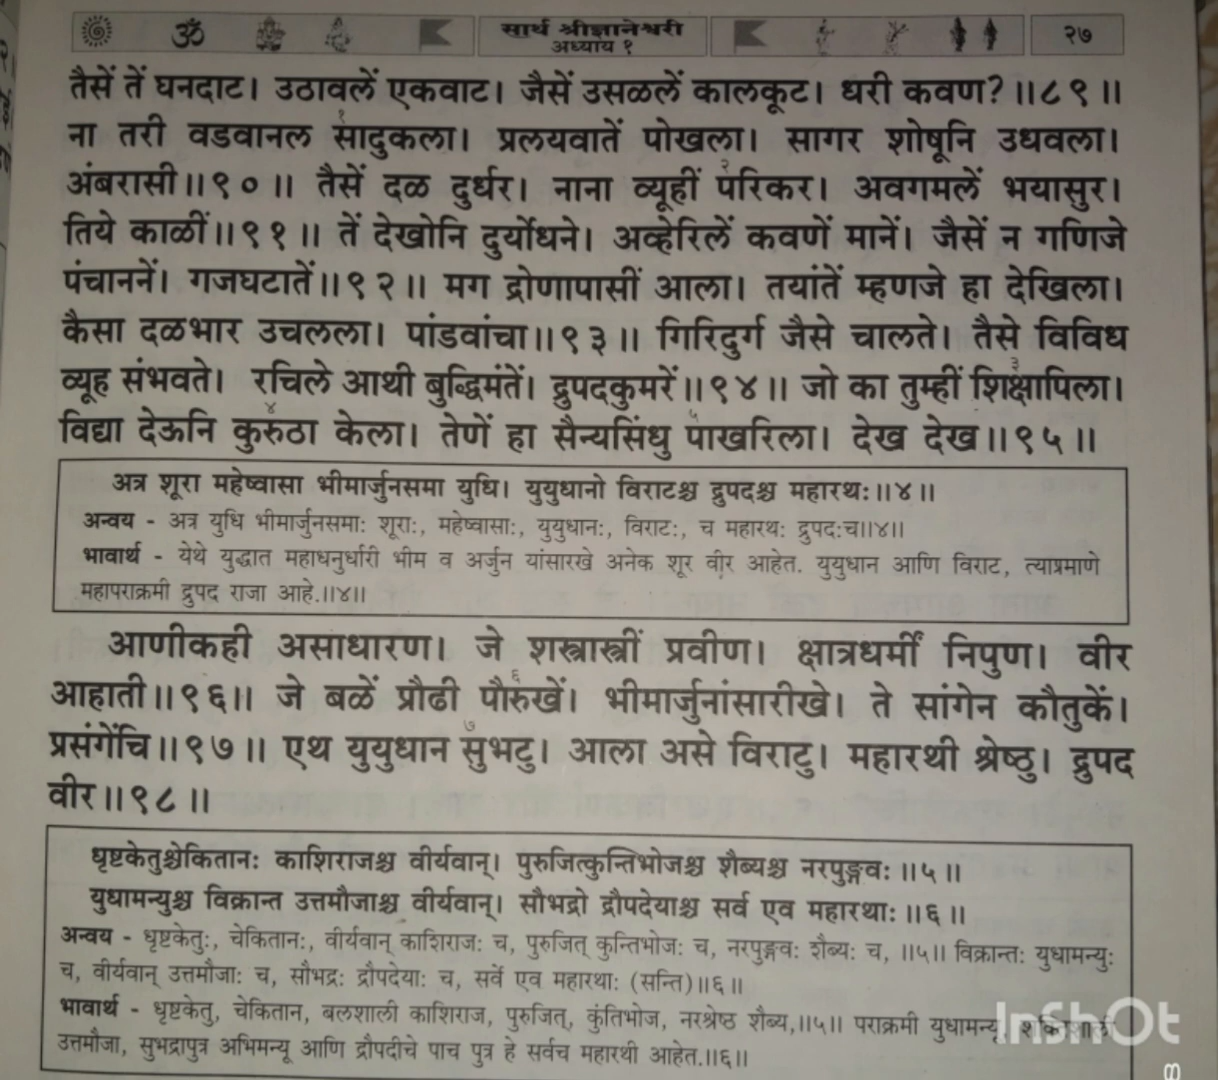 सार्थ श्रीज्ञानेश्वरी
अध्याय १
२७
तैसें तें घनदाट। उठावलें एकवाट। जैसें उसळलें कालकूट। धरी कवण?॥८९॥
ना तरी वडवानल सादुकला। प्रलयवातें पोखला। सागर शोषूनि उधवला।
अंबरासी॥९०॥ तैसें दळ दुर्धर। नाना व्यूहीं परिकर। अवगमलें भयासुर।
तिये काळीं॥९१॥ तें देखोनि दुर्योधने। अव्हेरिलें कवणें मानें। जैसें न गणिजे
पंचाननें। गजघटातें॥९२॥ मग द्रोणापासीं आला। तयांतें म्हणजे हा देखिला।
कैसा दळभार उचलला। पांडवांचा॥९३॥ गिरिदुर्ग जैसे चालते। तैसे विविध
व्यूह संभवते। रचिले आथी बुद्धिमंतें। द्रुपदकुमरें॥९४॥ जो का तुम्हीं शिक्षापिला।
विद्या देऊनि कुरुठा केला। तेणें हा सैन्यसिंधु पाखरिला। देख देख॥९५॥
अत्र शूरा महेष्वासा भीमार्जुनसमा युधि। युयुधानो विराटश्च द्रुपदश्च महारथः॥४॥
अन्वय - अत्र युधि भीमार्जुनसमाः शूराः, महेष्वासाः, युयुधानः, विराटः, च महारथः द्रुपदःच॥४॥
भावार्थ - येथे युद्धात महाधनुर्धारी भीम व अर्जुन यांसारखे अनेक शूर वीर आहेत. युयुधान आणि विराट, त्याप्रमाणे
महापराक्रमी द्रुपद राजा आहे.॥४॥
आणीकही असाधारण। जे शस्त्रास्त्रीं प्रवीण। क्षात्रधर्मीं निपुण। वीर
आहाती॥९६॥ जे बळें प्रौढी पौरुखें। भीमार्जुनांसारीखे। ते सांगेन कौतुकें।
प्रसंगेंचि॥९७॥ एथ युयुधान सुभटु। आला असे विराटु। महारथी श्रेष्ठु। द्रुपद
वीर॥९८॥
धृष्टकेतुश्चेकितानः काशिराजश्च वीर्यवान्। पुरुजित्कुन्तिभोजश्च शैब्यश्च नरपुङ्गवः॥५॥
युधामन्युश्च विक्रान्त उत्तमौजाश्च वीर्यवान्। सौभद्रो द्रौपदेयाश्च सर्व एव महारथाः॥६॥
अन्वय - धृष्टकेतुः, चेकितानः, वीर्यवान् काशिराजः च, पुरुजित् कुन्तिभोजः च, नरपुङ्गवः शैब्यः च, ॥५॥ विक्रान्तः युधामन्युः
च, वीर्यवान् उत्तमौजाः च, सौभद्रः द्रौपदेयाः च, सर्वे एव महारथाः (सन्ति)॥६॥
भावार्थ - धृष्टकेतु, चेकितान, बलशाली काशिराज, पुरुजित्, कुंतिभोज, नरश्रेष्ठ शैब्य,॥५॥ पराक्रमी युधामन्यू, शक्तिशाली
उत्तमौजा, सुभद्रापुत्र अभिमन्यू आणि द्रौपदीचे पाच पुत्र हे सर्वच महारथी आहेत.॥६॥
InShOt